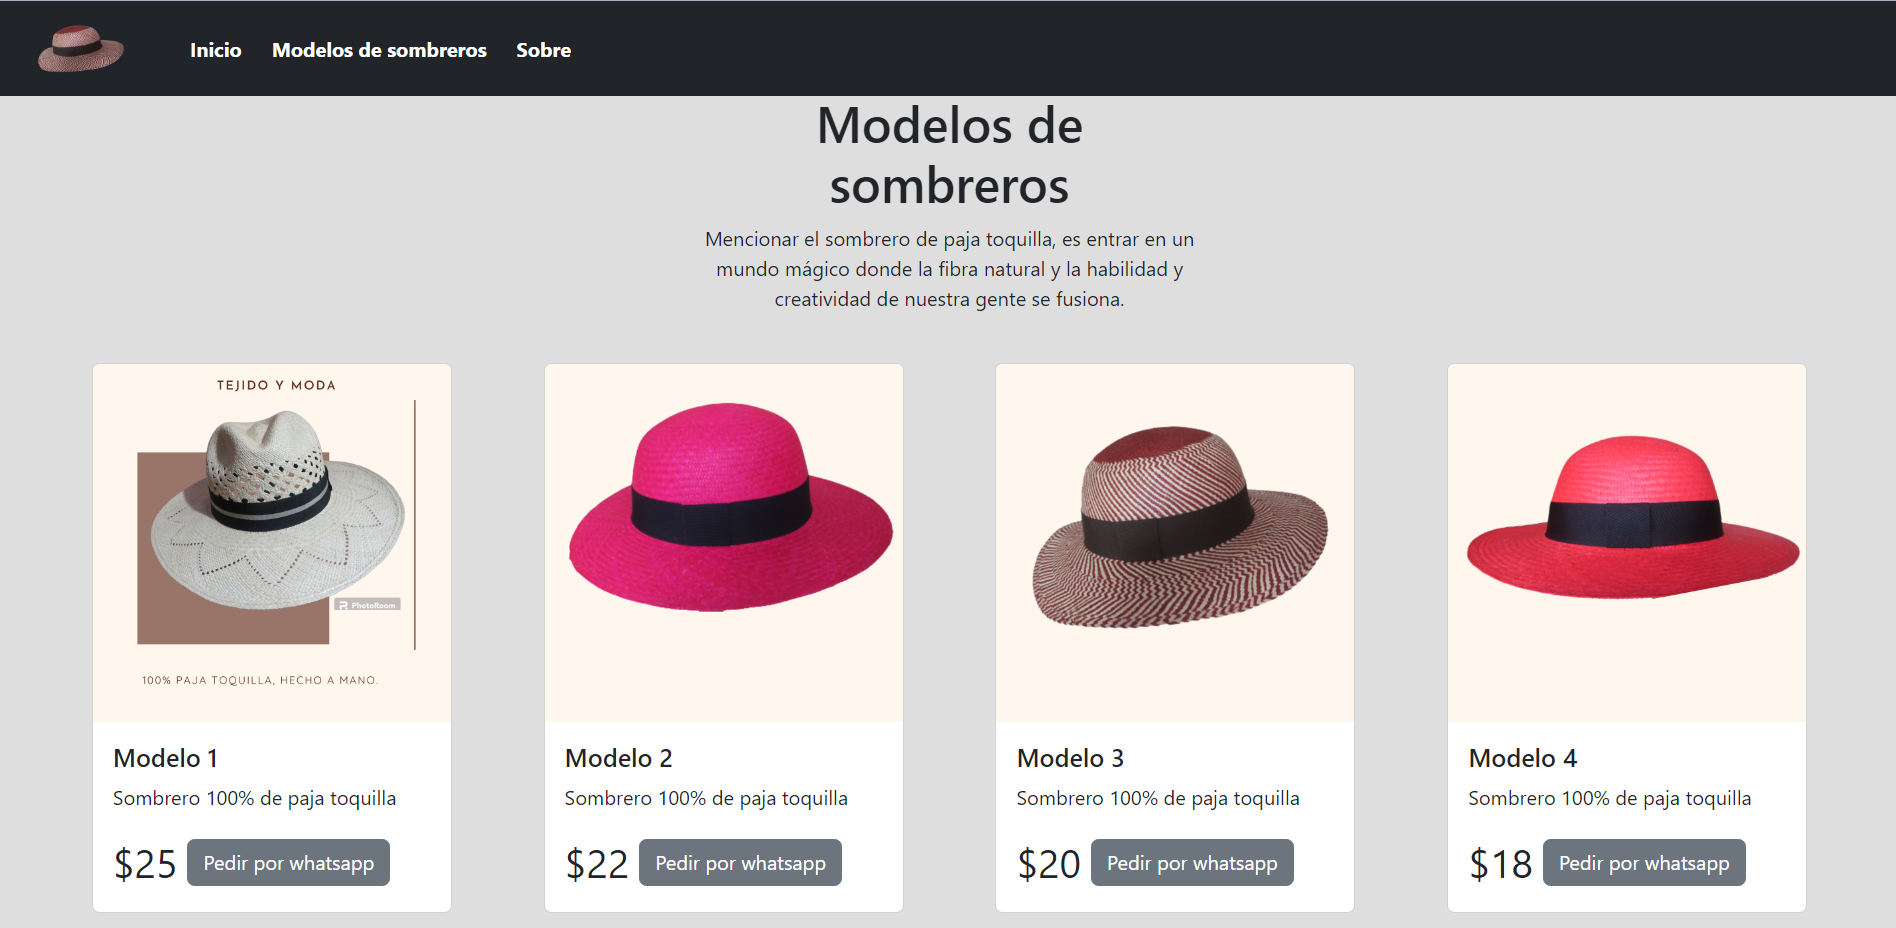 Inicio
Modelos de sombreros
Sobre
Modelos de
sombreros
Mencionar el sombrero de paja toquilla, es entrar en un
mundo mágico donde la fibra natural y la habilidad y
creatividad de nuestra gente se fusiona.
TEJIDO Y MODA
PhotoRoom
100% PAJA TOQUILLA, HECHO A MANO.
Modelo 1
Sombrero 100% de paja toquilla
$25
Pedir por whatsapp
Modelo 2
Sombrero 100% de paja toquilla
$22
Pedir por whatsapp
Modelo 3
Sombrero 100% de paja toquilla
$20
Pedir por whatsapp
Modelo 4
Sombrero 100% de paja toquilla
$18
Pedir por whatsapp